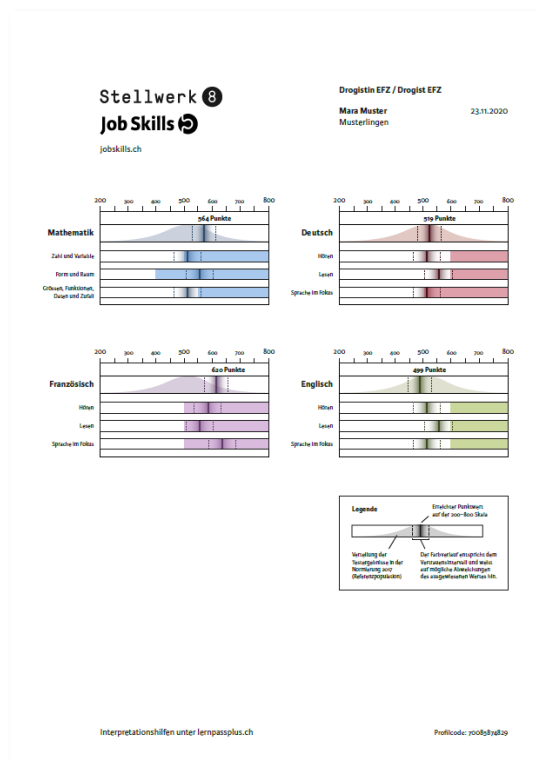 Stellwerk 8
Job Skills
jobskills.ch
Drogistin EFZ / Drogist EFZ
Mara Muster 23.11.2020
Musterlingen
200 300 400 500 600 700 800
564 Punkte
Mathematik
Zahl und Variable
Form und Raum
Grössen, Funktionen,
Daten und Zufall
200 300 400 500 600 700 800
519 Punkte
Deutsch
Hören
Lesen
Sprache im Fokus
200 300 400 500 600 700 800
620 Punkte
Französisch
Hören
Lesen
Sprache im Fokus
200 300 400 500 600 700 800
499 Punkte
Englisch
Hören
Lesen
Sprache im Fokus
Legende
Erreichter Punktwert
auf der 200–800 Skala
Verteilung der
Testergebnisse in der
Normierung 2017
(Referenzpopulation)
Der Farbverlauf entspricht dem
Vertrauensintervall und weist
auf mögliche Abweichungen
des ausgewiesenen Wertes hin.
Interpretationshilfen unter lernpassplus.ch
Profilcode: 70085874829